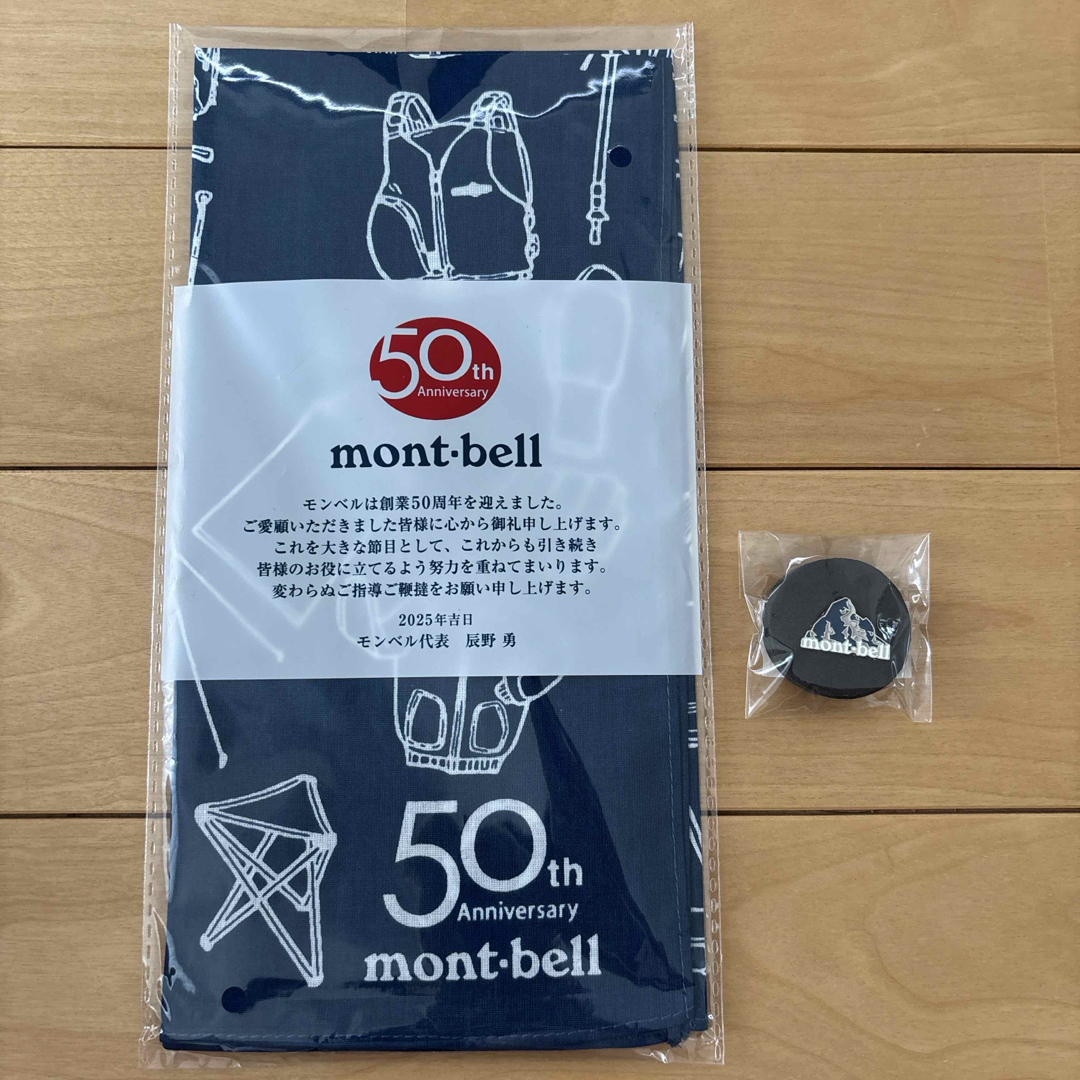 50th
Anniversary
mont·bell
モンベルは創業50周年を迎えました。
ご愛顧いただきました皆様に心から御礼申し上げます。
これを大きな節目として、これからも引き続き
皆様のお役に立てるよう努力を重ねてまいります。
変わらぬご指導ご鞭撻をお願い申し上げます。
2025年吉日
モンベル代表 辰野 勇
50th
Anniversary
mont·bell
mont·bell